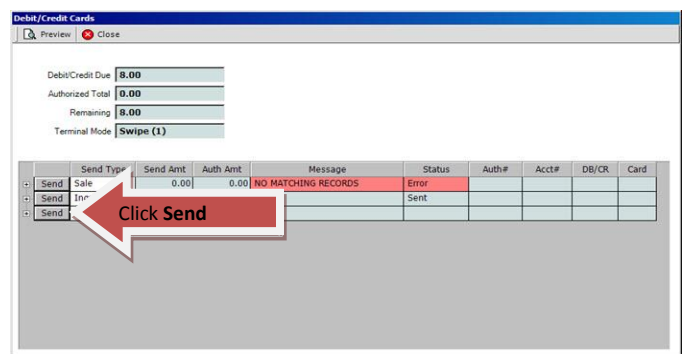 Debit/Credit Cards
Preview Close
Debit/Credit Due 8.00
Authorized Total 0.00
Remaining 8.00
Terminal Mode Swipe (1)
Send Type Send Amt Auth Amt Message Status Auth# Acct# DB/CR Card
Send Sale 0.00 0.00 NO MATCHING RECORDS Error
Send Sent
Send
Click Send